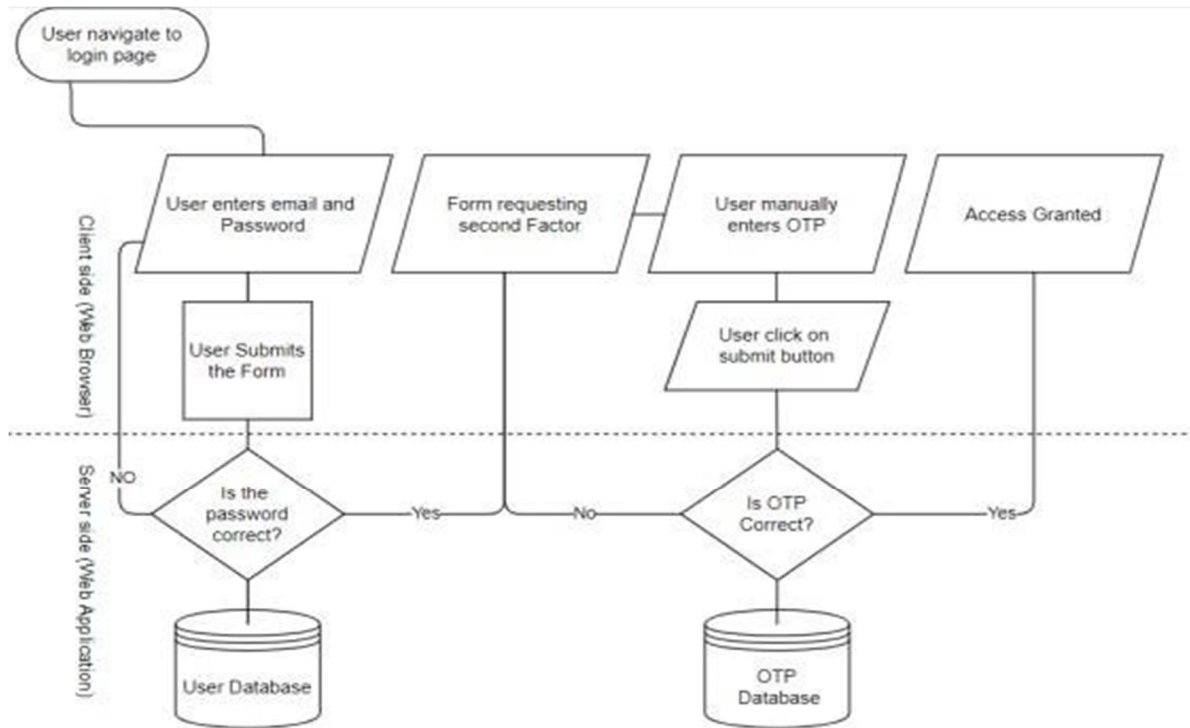 User navigate to
login page
User enters email and
Password
Form requesting
second Factor
User manually
enters OTP
Access Granted
Client side (Web Browser)
User Submits
the Form
User click on
submit button
NO
Is the
password
correct?
Yes
No
Is OTP
Correct?
Yes
Server side (Web Application)
User Database
OTP
Database